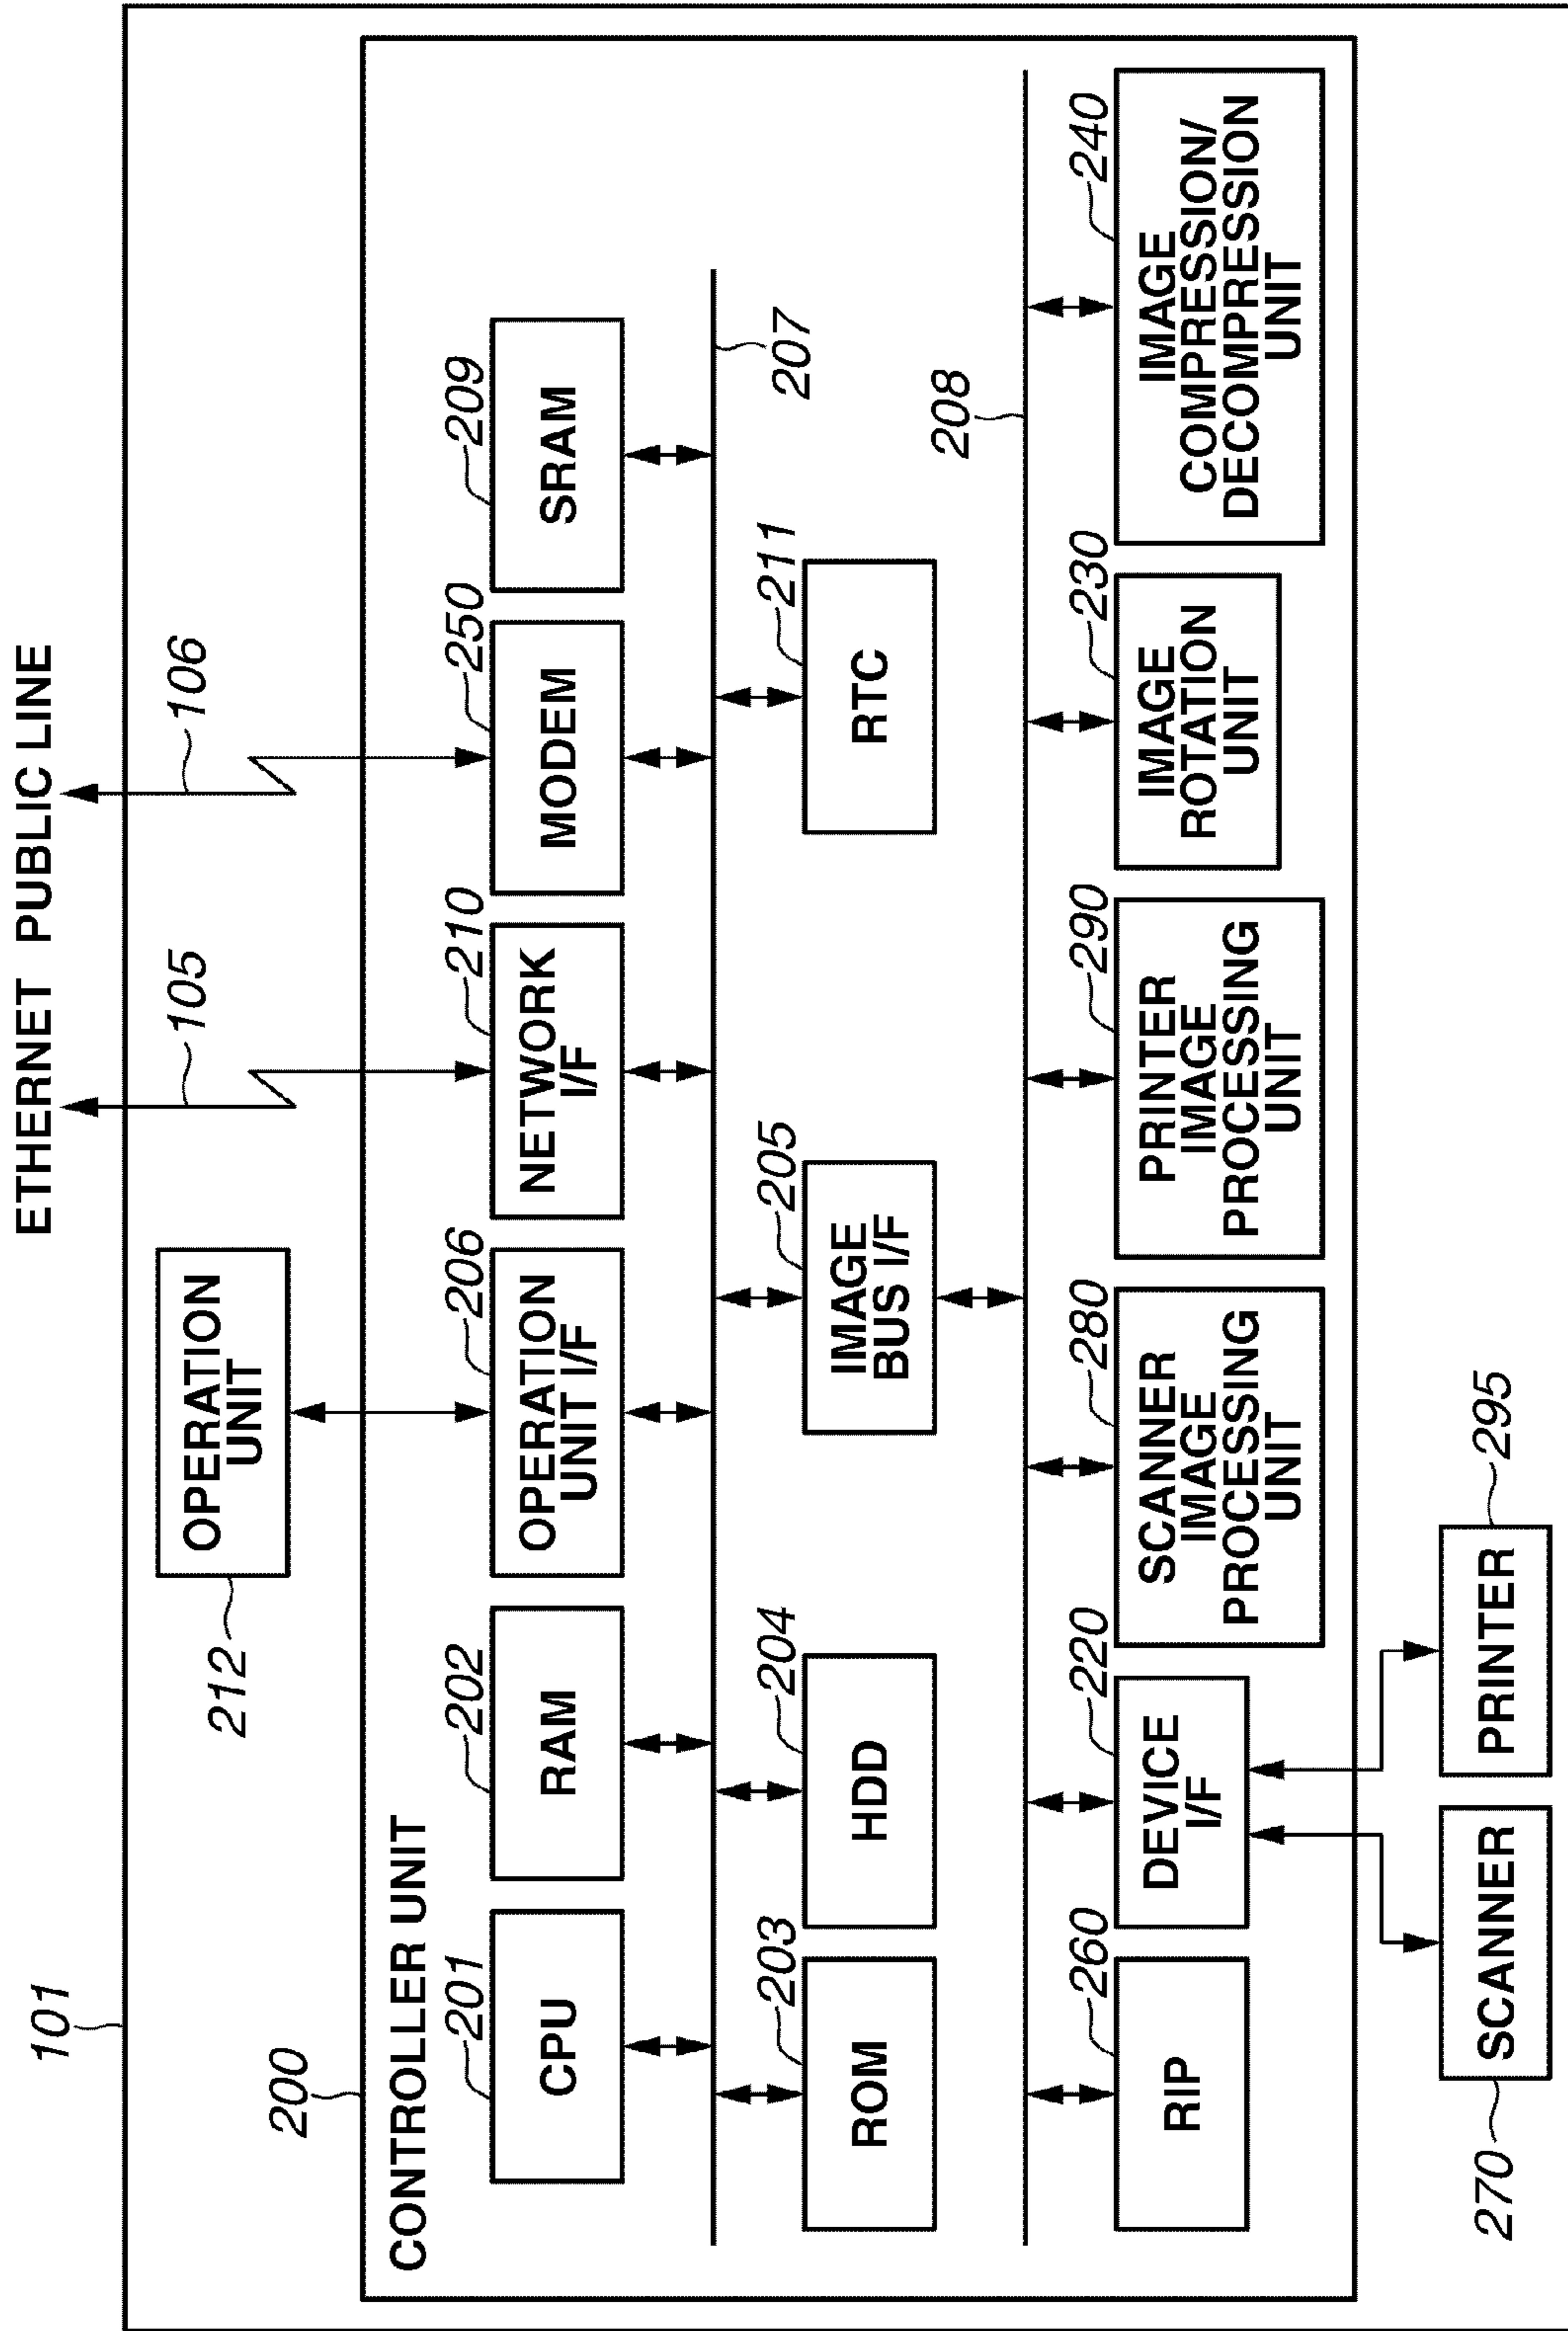 ETHERNET PUBLIC LINE
101
105
106
212
OPERATION
UNIT
200
CONTROLLER UNIT
201
CPU
202
RAM
206
OPERATION
UNIT I/F
210
NETWORK
I/F
250
MODEM
209
SRAM
207
203
ROM
204
HDD
205
IMAGE
BUS I/F
211
RTC
208
260
RIP
220
DEVICE
I/F
280
SCANNER
IMAGE
PROCESSING
UNIT
290
PRINTER
IMAGE
PROCESSING
UNIT
230
IMAGE
ROTATION
UNIT
240
IMAGE
COMPRESSION/
DECOMPRESSION
UNIT
270
SCANNER
PRINTER
295